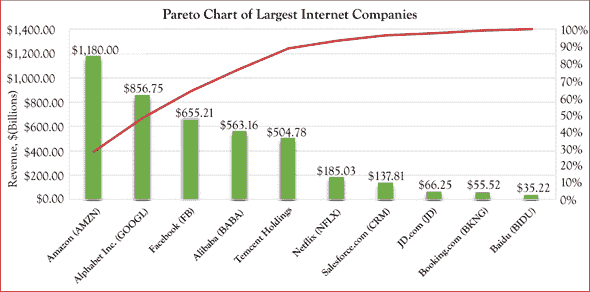 Pareto Chart of Largest Internet Companies
Revenue, $(Billions)
$1,400.00
$1,200.00
$1,000.00
$800.00
$600.00
$400.00
$200.00
$0.00
$1,180.00
$856.75
$655.21
$563.16
$504.78
$185.03
$137.81
$66.25
$55.52
$35.22
100%
90%
80%
70%
60%
50%
40%
30%
20%
10%
0%
Amazon (AMZN)
Alphabet Inc. (GOOGL)
Facebook (FB)
Alibaba (BABA)
Tencent Holdings
Netflix (NFLX)
Salesforce.com (CRM)
JD.com (JD)
Booking.com (BKNG)
Baidu (BIDU)